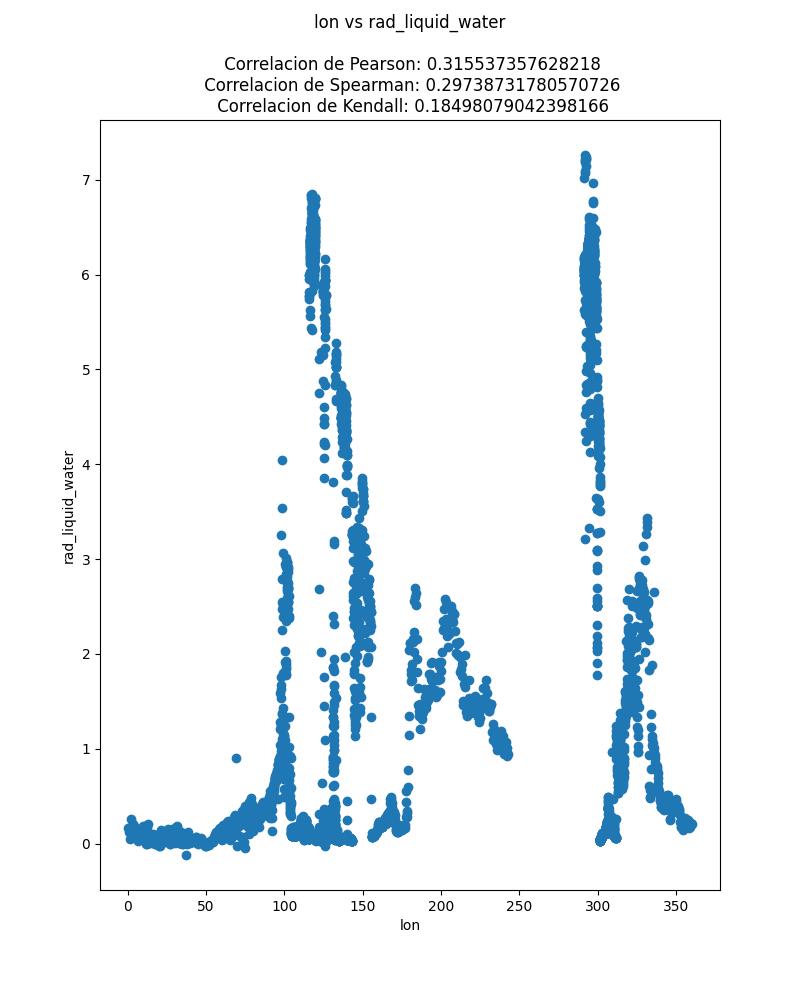 lon vs rad_liquid_water
Correlacion de Pearson: 0.315537357628218
Correlacion de Spearman: 0.29738731780570726
Correlacion de Kendall: 0.18498079042398166
7
6
5
4
3
2
1
0
rad_liquid_water
0 50 100 150 200 250 300 350
lon